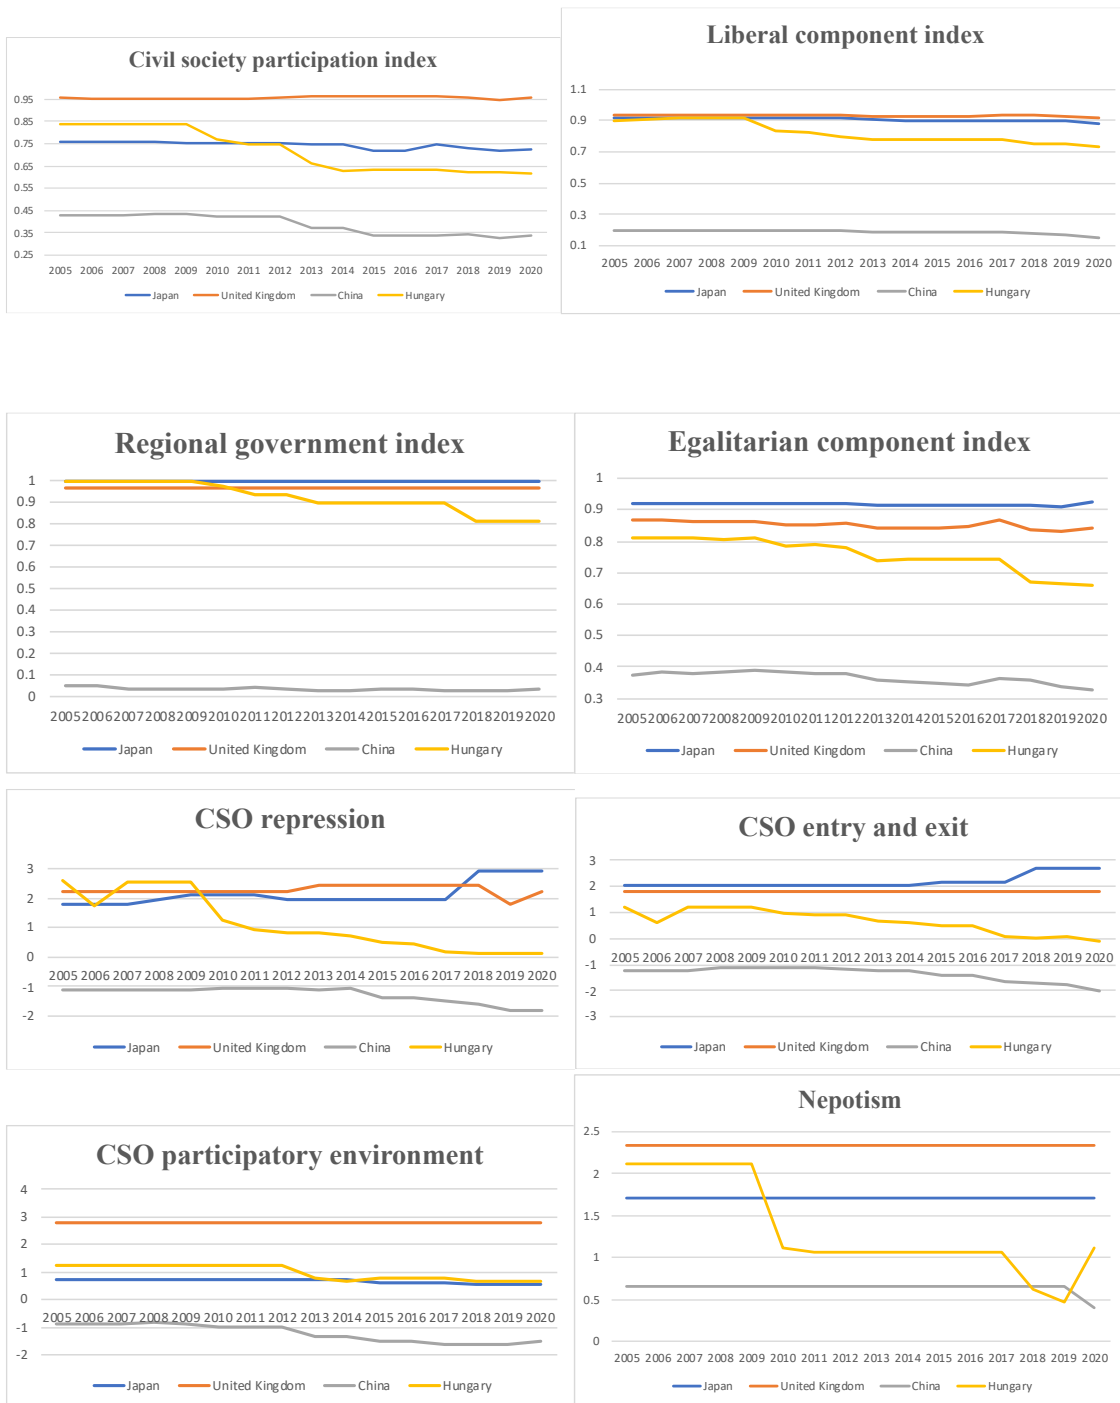 Civil society participation index
0.95
0.85
0.75
0.65
0.55
0.45
0.35
0.25
2005 2006 2007 2008 2009 2010 2011 2012 2013 2014 2015 2016 2017 2018 2019 2020
Japan United Kingdom China Hungary
Liberal component index
1.1
0.9
0.7
0.5
0.3
0.1
2005 2006 2007 2008 2009 2010 2011 2012 2013 2014 2015 2016 2017 2018 2019 2020
Japan United Kingdom China Hungary
Regional government index
1
0.9
0.8
0.7
0.6
0.5
0.4
0.3
0.2
0.1
0
2005 2006 2007 2008 2009 2010 2011 2012 2013 2014 2015 2016 2017 2018 2019 2020
Japan United Kingdom China Hungary
Egalitarian component index
1
0.9
0.8
0.7
0.6
0.5
0.4
0.3
2005 2006 2007 2008 2009 2010 2011 2012 2013 2014 2015 2016 2017 2018 2019 2020
Japan United Kingdom China Hungary
CSO repression
3
2
1
0
2005 2006 2007 2008 2009 2010 2011 2012 2013 2014 2015 2016 2017 2018 2019 2020
-1
-2
Japan United Kingdom China Hungary
CSO entry and exit
3
2
1
0
2005 2006 2007 2008 2009 2010 2011 2012 2013 2014 2015 2016 2017 2018 2019 2020
-1
-2
-3
Japan United Kingdom China Hungary
CSO participatory environment
4
3
2
1
0
2005 2006 2007 2008 2009 2010 2011 2012 2013 2014 2015 2016 2017 2018 2019 2020
-1
-2
Japan United Kingdom China Hungary
Nepotism
2.5
2
1.5
1
0.5
0
2005 2006 2007 2008 2009 2010 2011 2012 2013 2014 2015 2016 2017 2018 2019 2020
Japan United Kingdom China Hungary